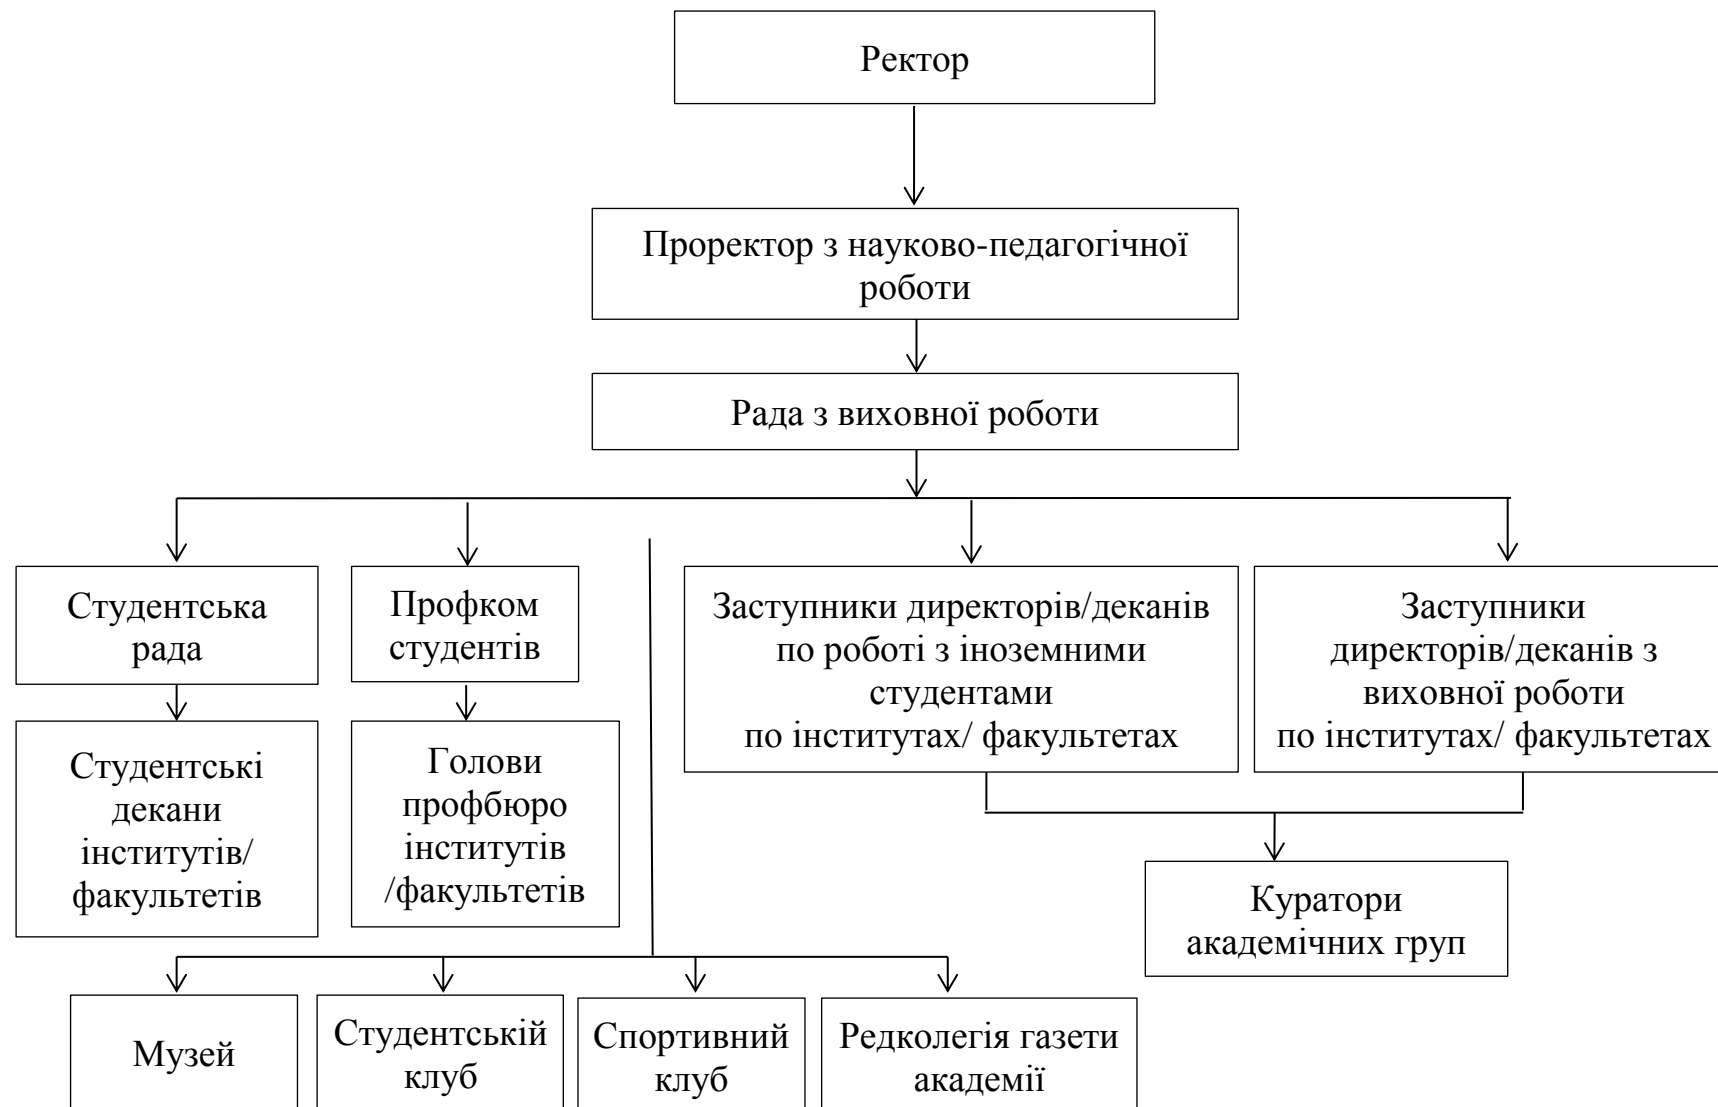 Ректор
Проректор з науково-педагогічної
роботи
Рада з виховної роботи
Студентська
рада
Профком
студентів
Заступники директорів/деканів
по роботі з іноземними
студентами
по інститутах/ факультетах
Заступники
директорів/деканів з
виховної роботи
по інститутах/ факультетах
Студентські
декани
інститутів/
факультетів
Голови
профбюро
інститутів
/факультетів
Куратори
академічних груп
Музей
Студентській
клуб
Спортивний
клуб
Редколегія газети
академії